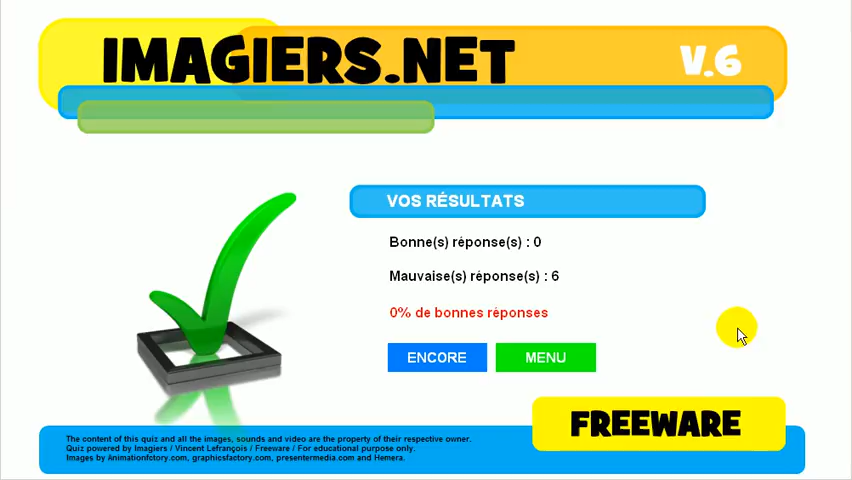 IMAGIERS.NET
V.6
VOS RÉSULTATS
Bonne(s) réponse(s) : 0
Mauvaise(s) réponse(s) : 6
0% de bonnes réponses
ENCORE
MENU
FREEWARE
The content of this quiz and all the images, sounds and video are the property of their respective owner.
Quiz powered by Imagiers / Vincent Lefrançois / Freeware / For educational purpose only.
Images by Animationfctory.com, graphicsfactory.com, presentermedia.com and Hemera.